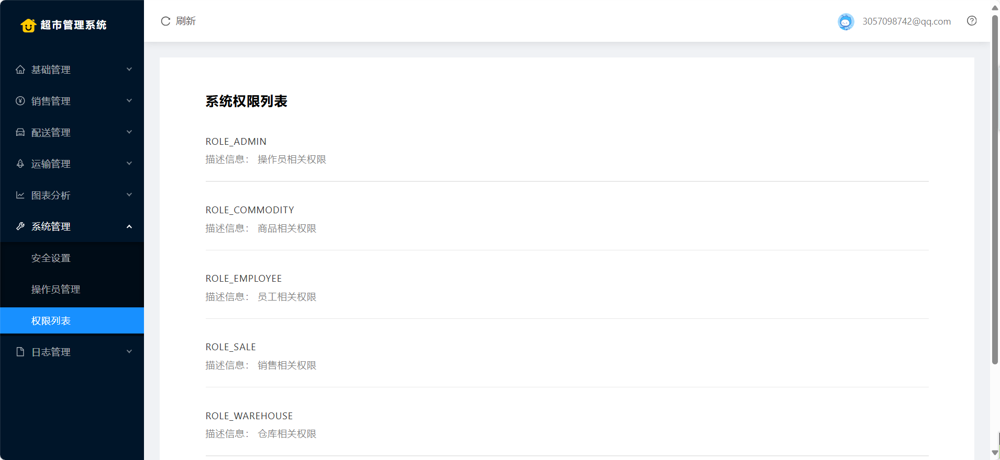 超市管理系统
基础管理
销售管理
配送管理
运输管理
图表分析
系统管理
安全设置
操作员管理
权限列表
日志管理
刷新
3057098742@qq.com
系统权限列表
ROLE_ADMIN
描述信息： 操作员相关权限
ROLE_COMMODITY
描述信息： 商品相关权限
ROLE_EMPLOYEE
描述信息： 员工相关权限
ROLE_SALE
描述信息： 销售相关权限
ROLE_WAREHOUSE
描述信息： 仓库相关权限